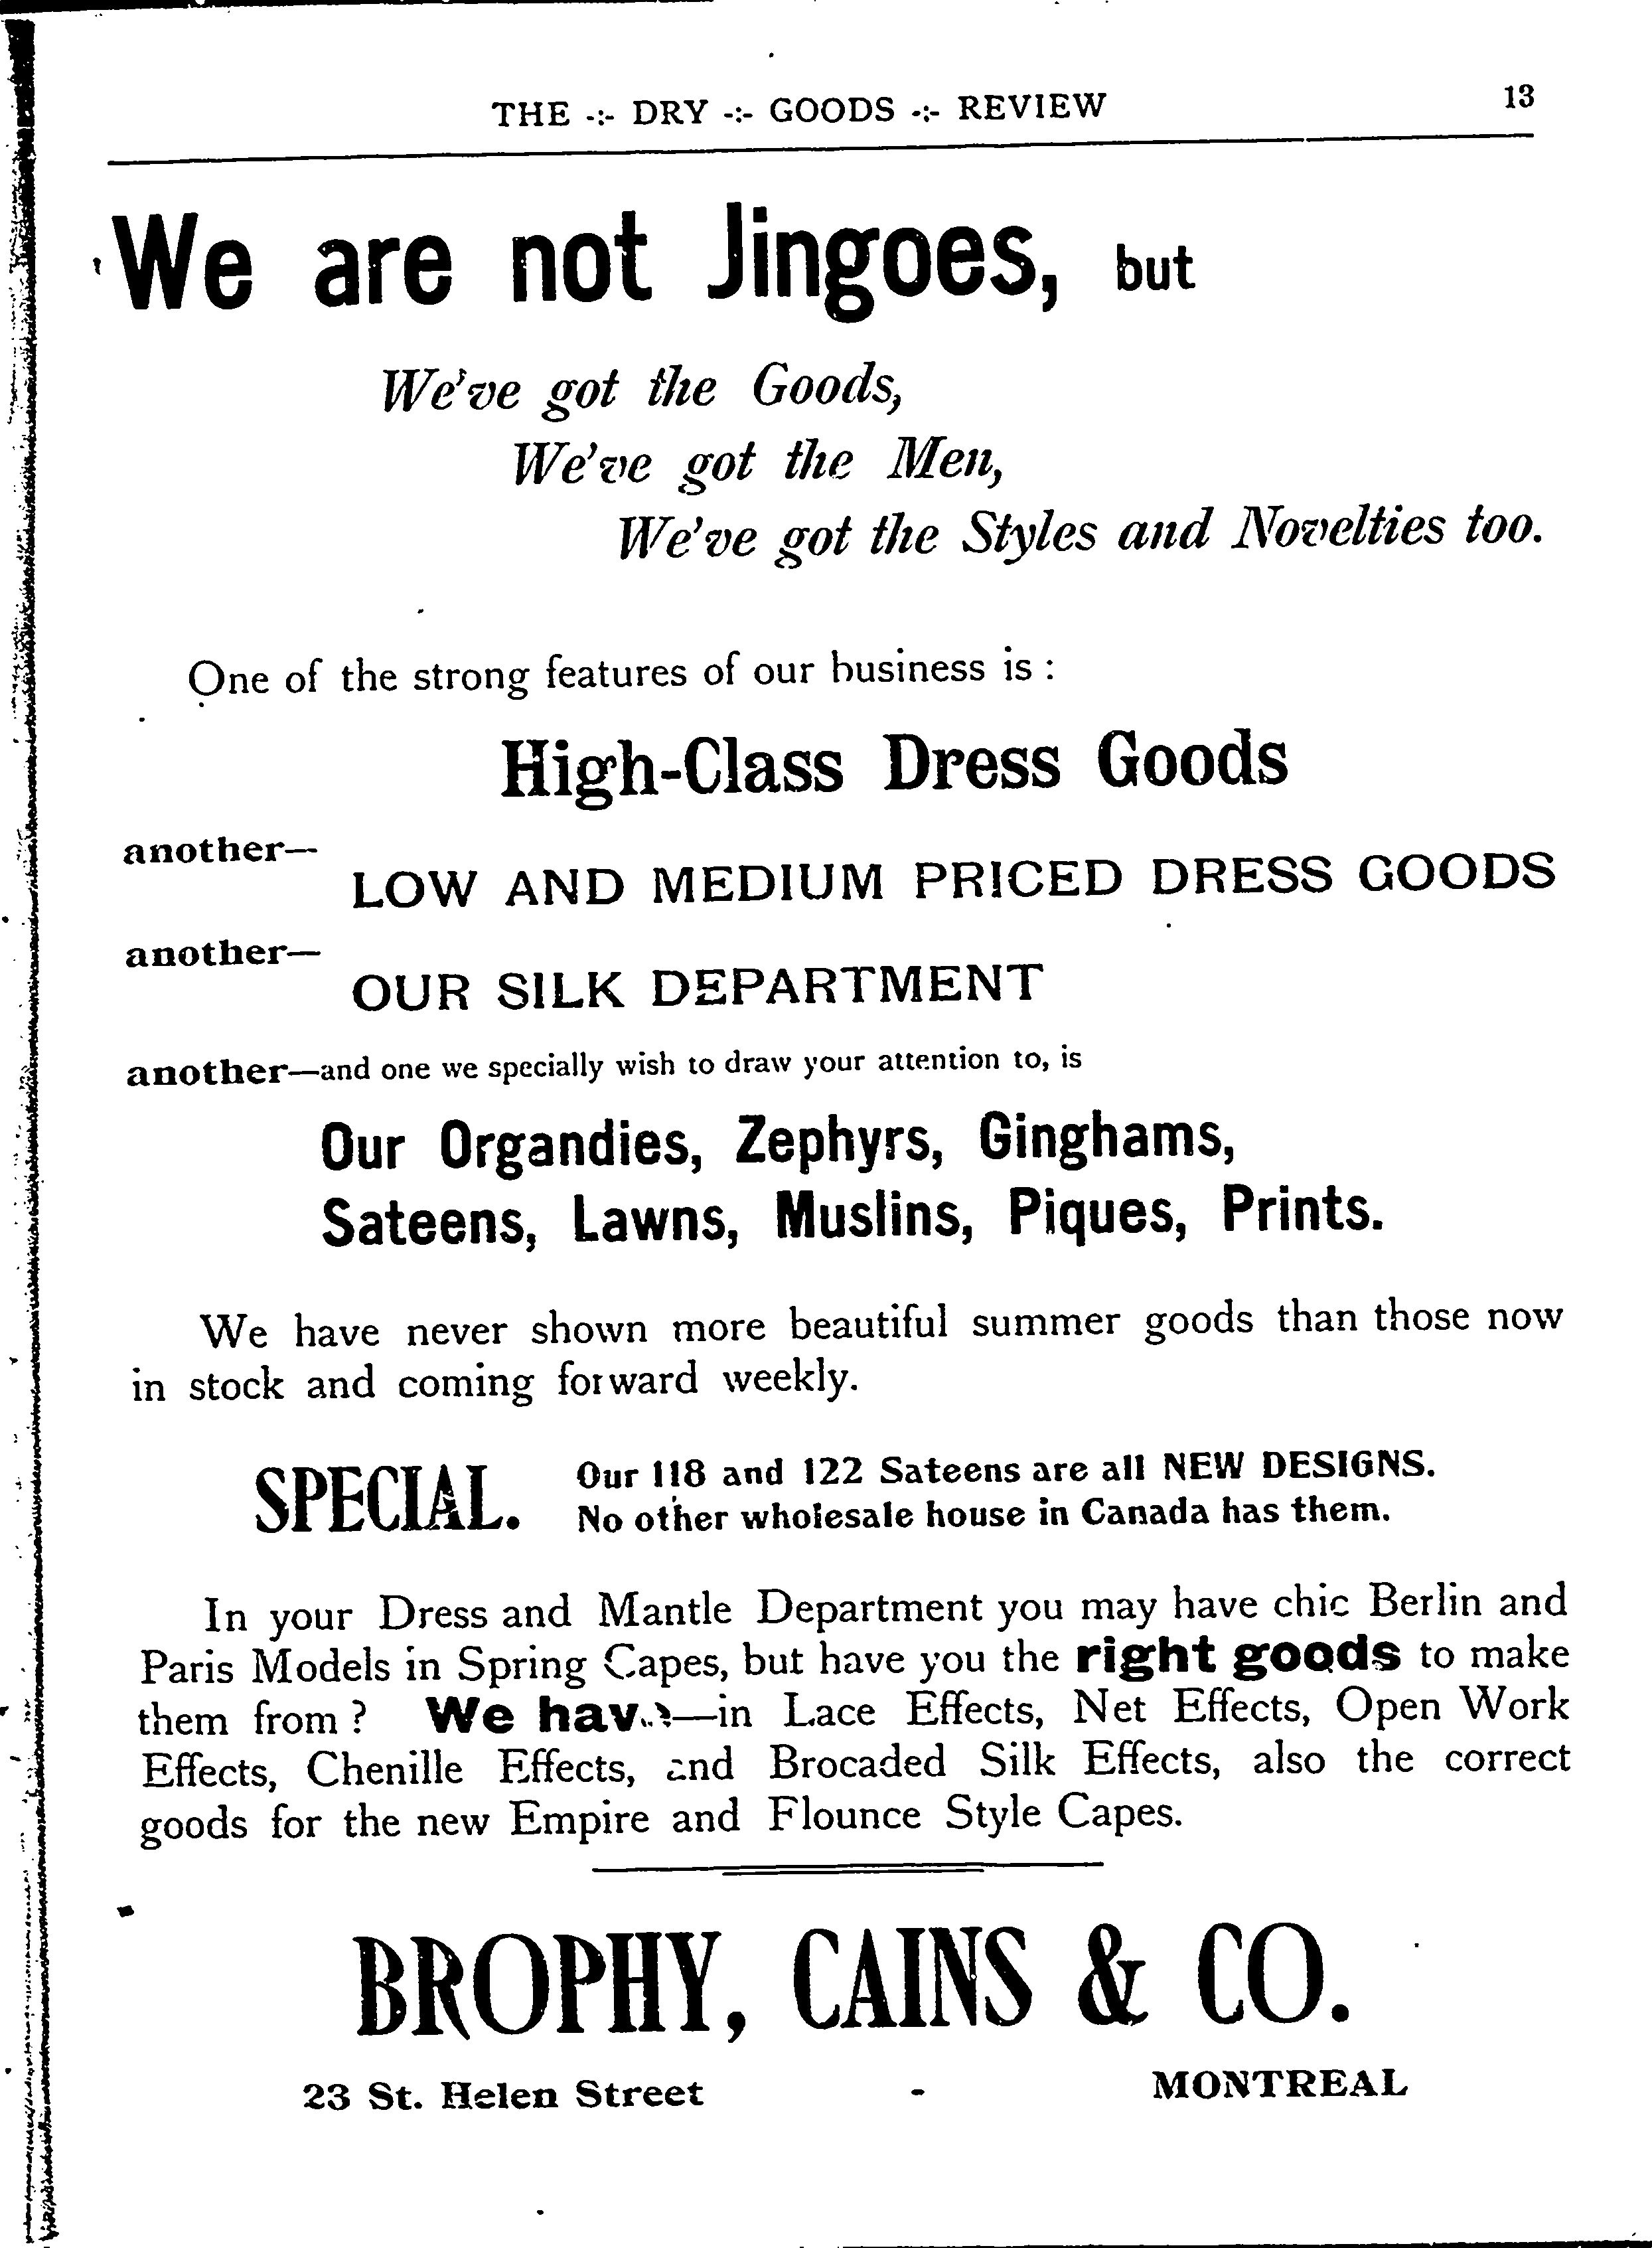 THE -:- DRY -:- GOODS -:- REVIEW 13
We are not Jingoes, but
We've got the Goods,
We've got the Men,
We've got the Styles and Novelties too.
One of the strong features of our business is :
High-Class Dress Goods
another—
LOW AND MEDIUM PRICED DRESS GOODS
another—
OUR SILK DEPARTMENT
another—and one we specially wish to draw your attention to, is
Our Organdies, Zephyrs, Ginghams,
Sateens, Lawns, Muslins, Piques, Prints.
We have never shown more beautiful summer goods than those now
in stock and coming forward weekly.
SPECIAL. Our 118 and 122 Sateens are all NEW DESIGNS.
No other wholesale house in Canada has them.
In your Dress and Mantle Department you may have chic Berlin and
Paris Models in Spring Capes, but have you the right goods to make
them from ? We have—in Lace Effects, Net Effects, Open Work
Effects, Chenille Effects, and Brocaded Silk Effects, also the correct
goods for the new Empire and Flounce Style Capes.
BROPHY, CAINS & CO.
23 St. Helen Street - MONTREAL